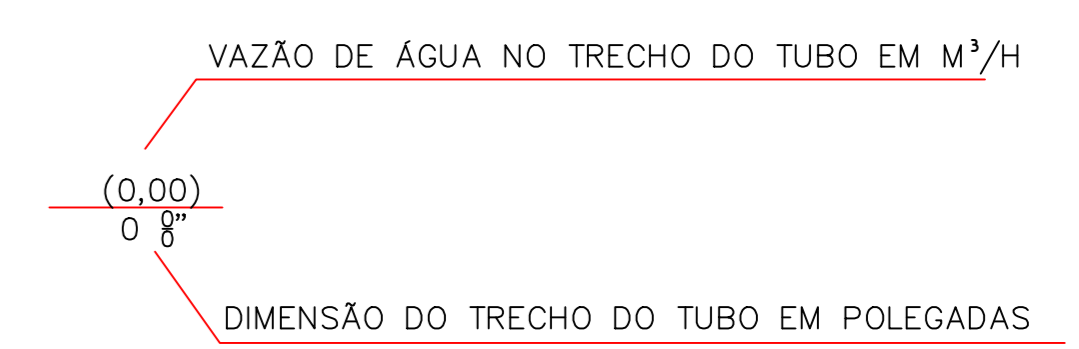 VAZÃO DE ÁGUA NO TRECHO DO TUBO EM M³/H
(0,00)
0 0/0”
DIMENSÃO DO TRECHO DO TUBO EM POLEGADAS